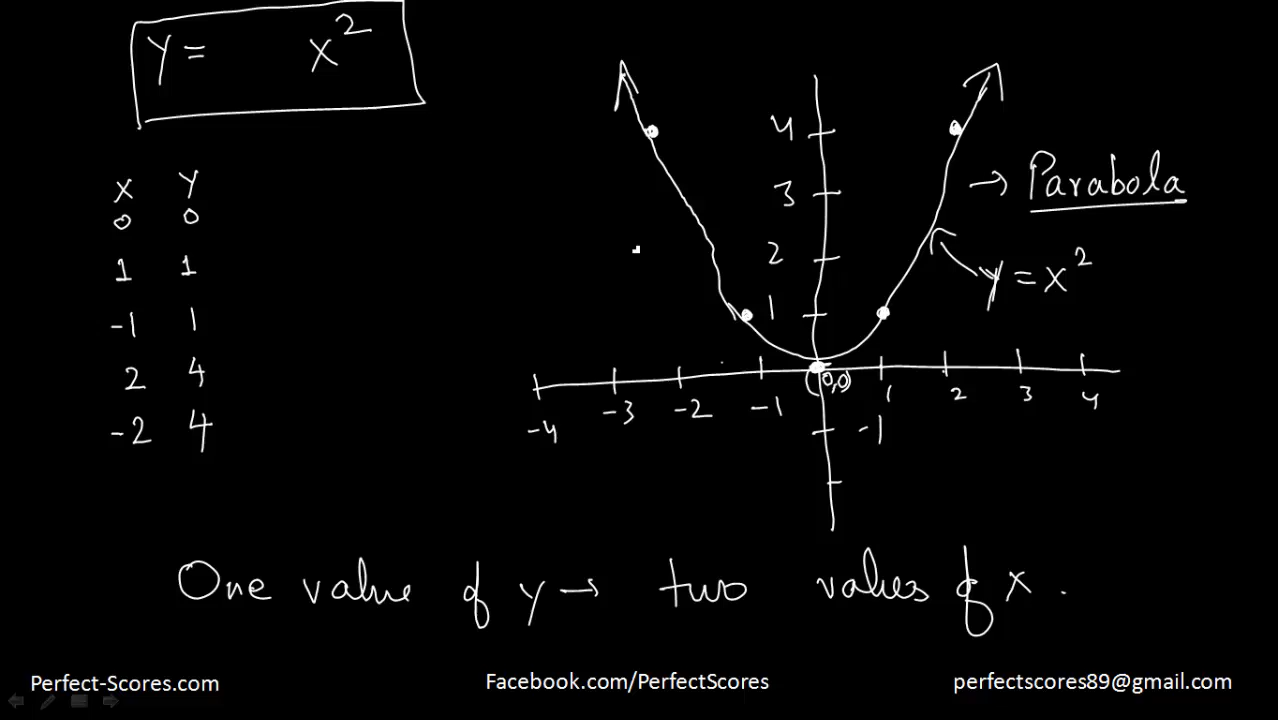 Y = x²
X Y
0 0
1 1
-1 1
2 4
-2 4
4
3
2
1
→ Parabola
y = x²
(0,0)
-4 -3 -2 -1 1 2 3 4
-1
One value of y → two values of x.
Perfect-Scores.com
Facebook.com/PerfectScores
perfectscores89@gmail.com